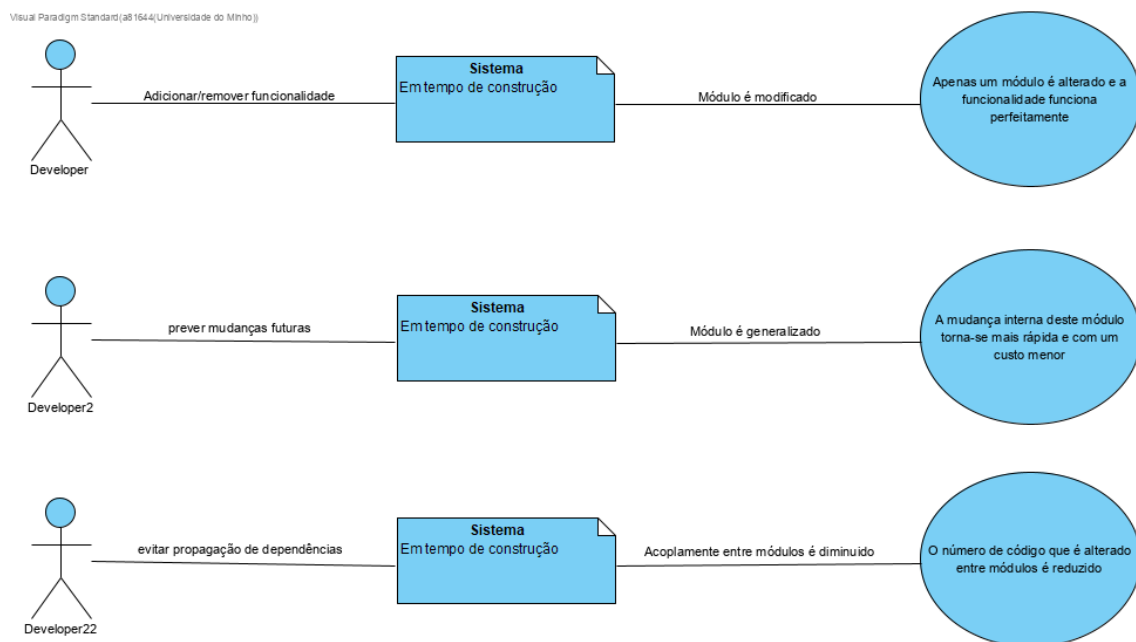 Visual Paradigm Standard(a81644(Universidade do Minho))
Sistema
Em tempo de construção
Adicionar/remover funcionalidade
Módulo é modificado
Apenas um módulo é alterado e a
funcionalidade funciona
perfeitamente
Developer
Sistema
Em tempo de construção
prever mudanças futuras
Módulo é generalizado
A mudança interna deste módulo
torna-se mais rápida e com um
custo menor
Developer2
Sistema
Em tempo de construção
evitar propagação de dependências
Acoplamente entre módulos é diminuido
O número de código que é alterado
entre módulos é reduzido
Developer22